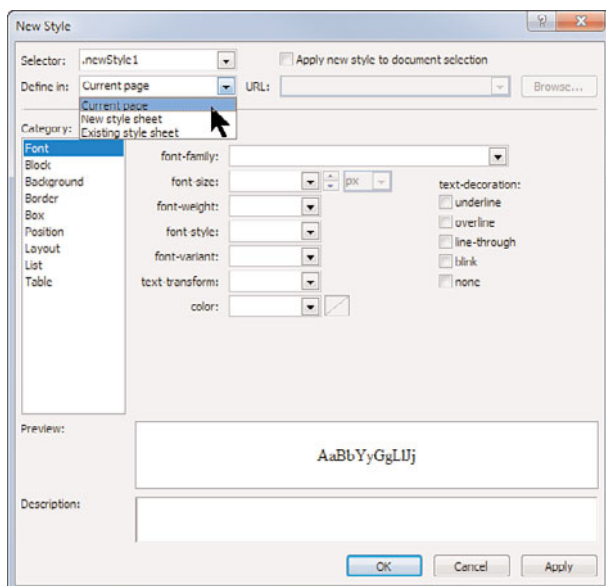 New Style
Selector: .newStyle1 Apply new style to document selection
Define in: Current page URL: Browse...
Current page
New style sheet
Existing style sheet
Category:
Font
Block
Background
Border
Box
Position
Layout
List
Table
font-family:
font-size: px
font-weight:
font-style:
font-variant:
text-transform:
color:
text-decoration:
underline
overline
line-through
blink
none
Preview:
AaBbYyGgLlJj
Description:
OK Cancel Apply